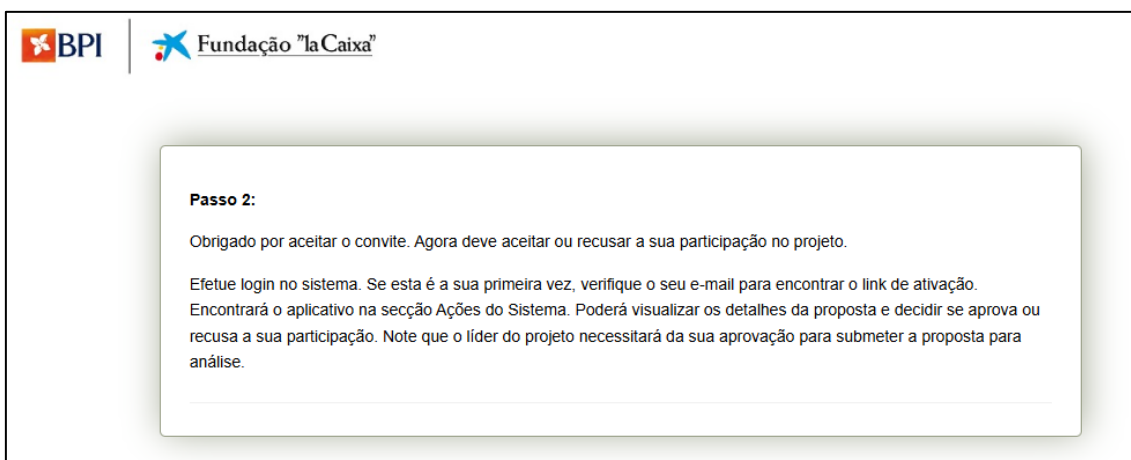 BPI
Fundação "la Caixa"
Passo 2:
Obrigado por aceitar o convite. Agora deve aceitar ou recusar a sua participação no projeto.
Efetue login no sistema. Se esta é a sua primeira vez, verifique o seu e-mail para encontrar o link de ativação.
Encontrará o aplicativo na secção Ações do Sistema. Poderá visualizar os detalhes da proposta e decidir se aprova ou
recusa a sua participação. Note que o líder do projeto necessitará da sua aprovação para submeter a proposta para
análise.